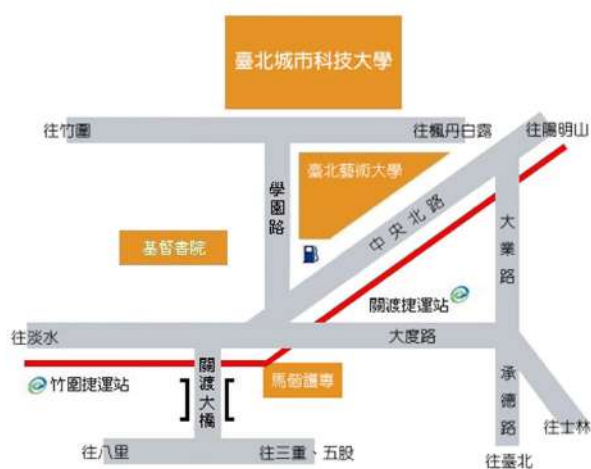 臺北城市科技大學
往竹圍
往楓丹白露
往陽明山
臺北藝術大學
學園路
中央北路
大業路
基督書院
關渡捷運站
往淡水
大度路
關渡大橋
馬偕護專
竹圍捷運站
承德路
往士林
往八里
往三重、五股
往臺北